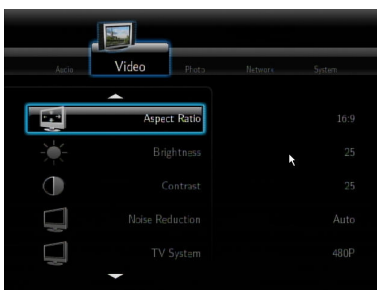 Audio Video Photo Network System
Aspect Ratio 16:9
Brightness 25
Contrast 25
Noise Reduction Auto
TV System 480P